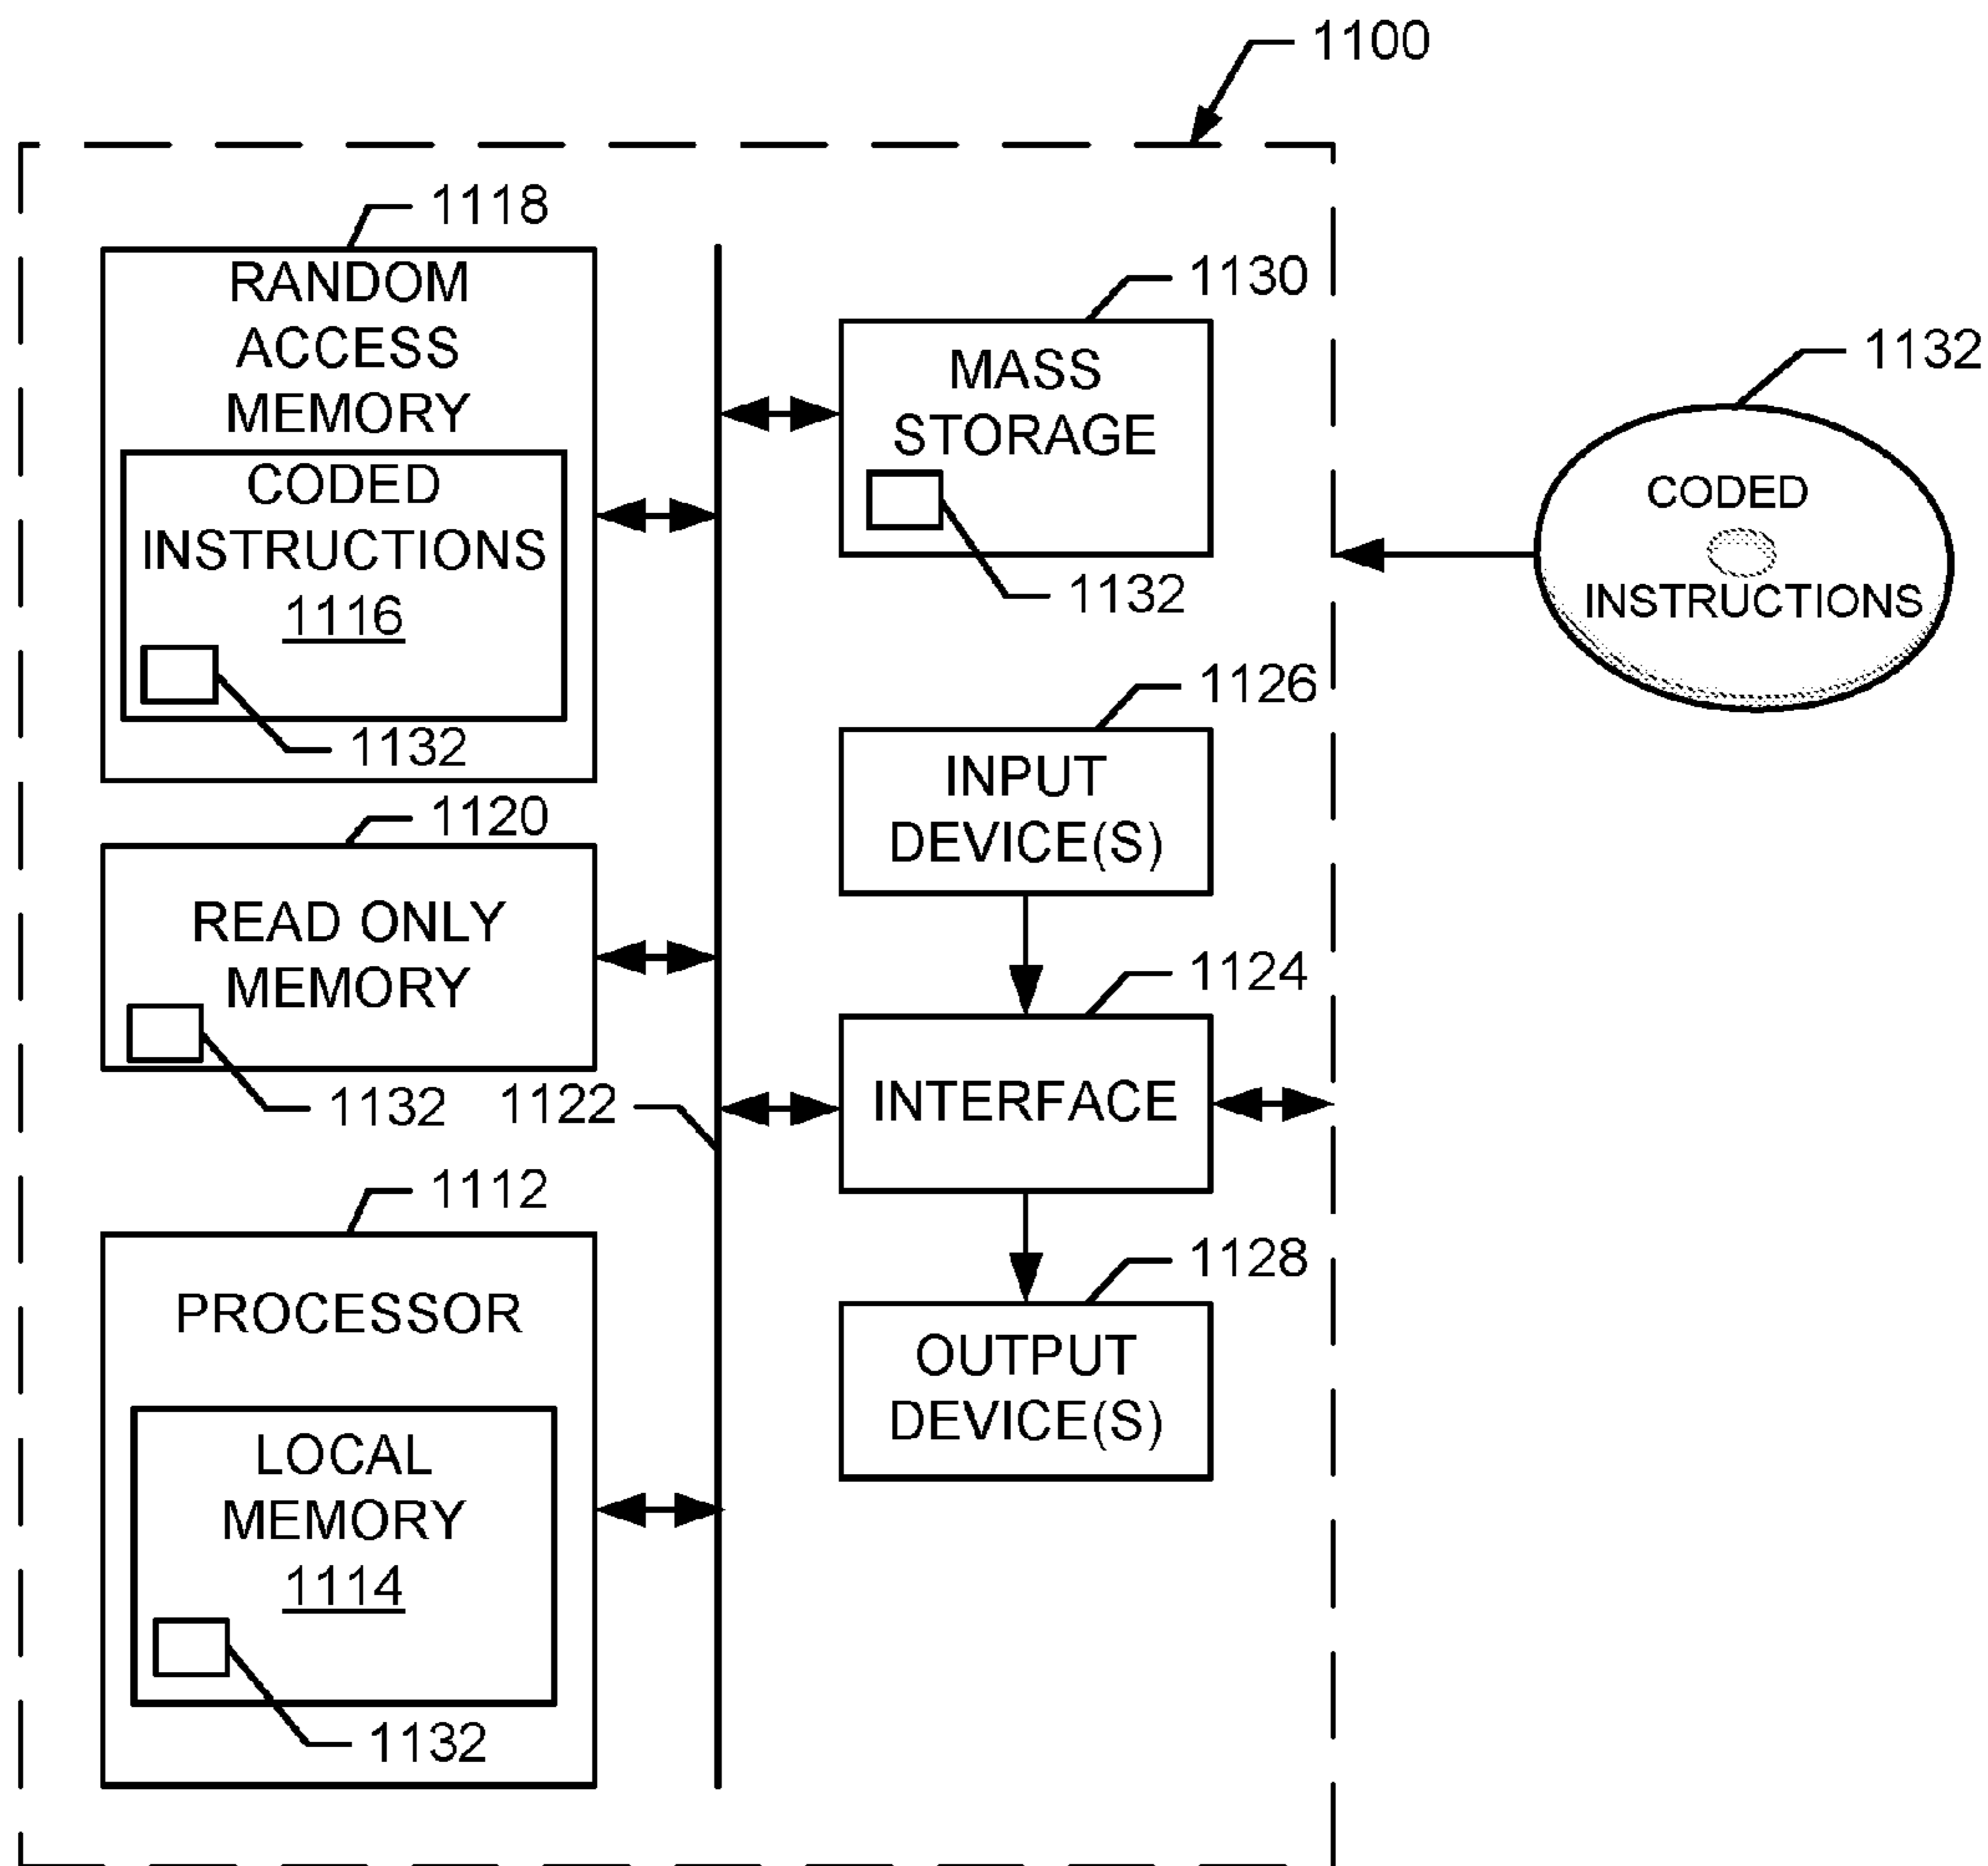 1100
1118
RANDOM
ACCESS
MEMORY
CODED
INSTRUCTIONS
1116
1132
1120
READ ONLY
MEMORY
1132
1122
1112
PROCESSOR
LOCAL
MEMORY
1114
1132
1130
MASS
STORAGE
1132
1126
INPUT
DEVICE(S)
1124
INTERFACE
1128
OUTPUT
DEVICE(S)
1132
CODED
INSTRUCTIONS